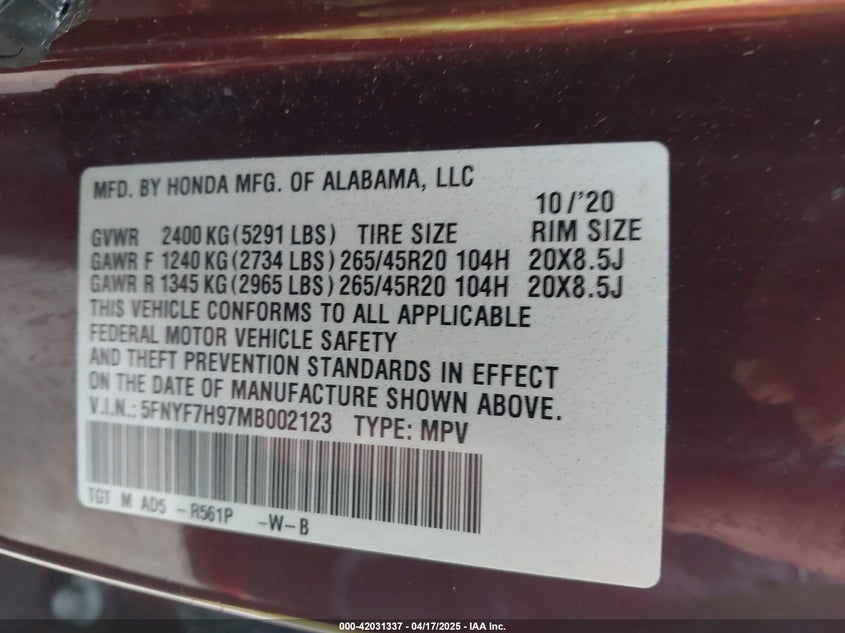 MFD. BY HONDA MFG. OF ALABAMA, LLC
10/'20
GVWR 2400 KG (5291 LBS) TIRE SIZE RIM SIZE
GAWR F 1240 KG (2734 LBS) 265/45R20 104H 20X8.5J
GAWR R 1345 KG (2965 LBS) 265/45R20 104H 20X8.5J
THIS VEHICLE CONFORMS TO ALL APPLICABLE
FEDERAL MOTOR VEHICLE SAFETY
AND THEFT PREVENTION STANDARDS IN EFFECT
ON THE DATE OF MANUFACTURE SHOWN ABOVE.
V.I.N.: 5FNYF7H97MB002123 TYPE: MPV
TGT M AD5 -R561P -W-B
000-42031337 - 04/17/2025 - IAA Inc.